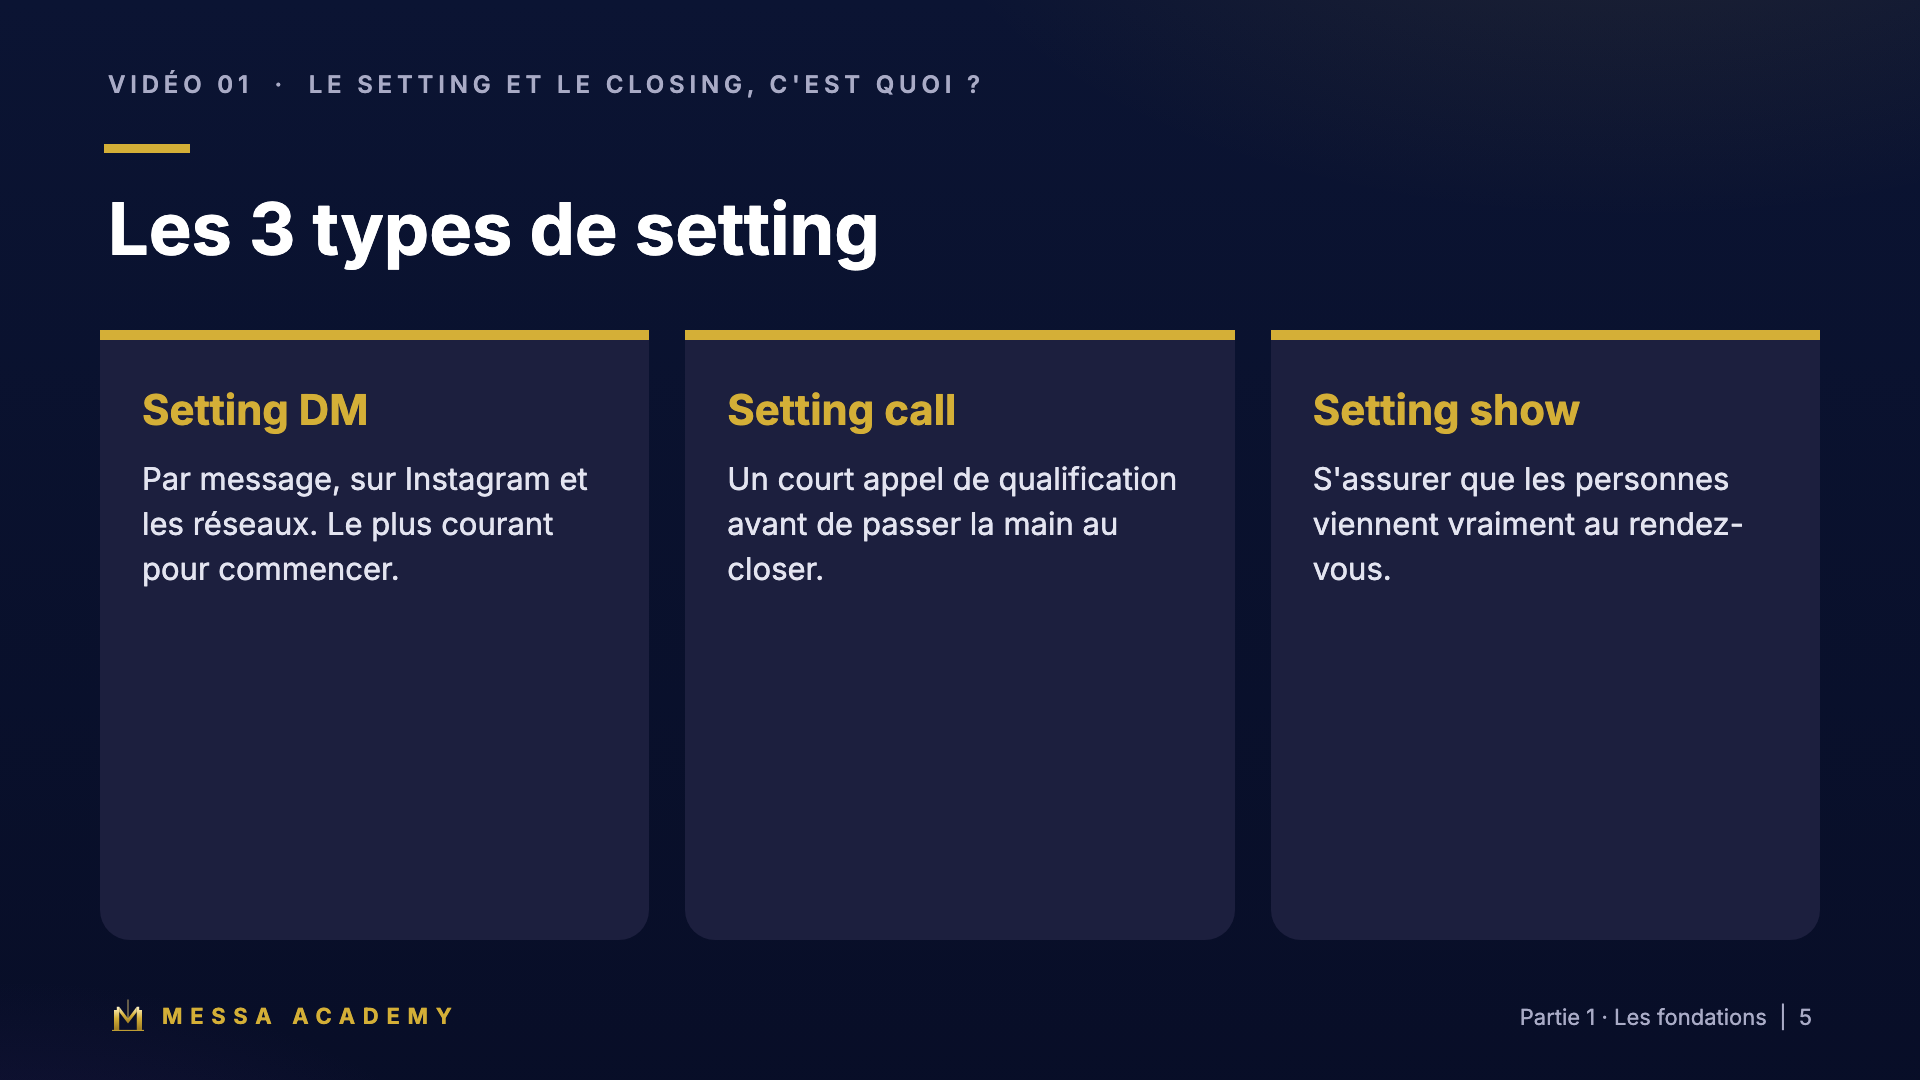 VIDÉO 01 · LE SETTING ET LE CLOSING, C'EST QUOI ?
Les 3 types de setting
Setting DM
Par message, sur Instagram et
les réseaux. Le plus courant
pour commencer.
Setting call
Un court appel de qualification
avant de passer la main au
closer.
Setting show
S'assurer que les personnes
viennent vraiment au rendez-
vous.
MESSA ACADEMY
Partie 1 · Les fondations | 5